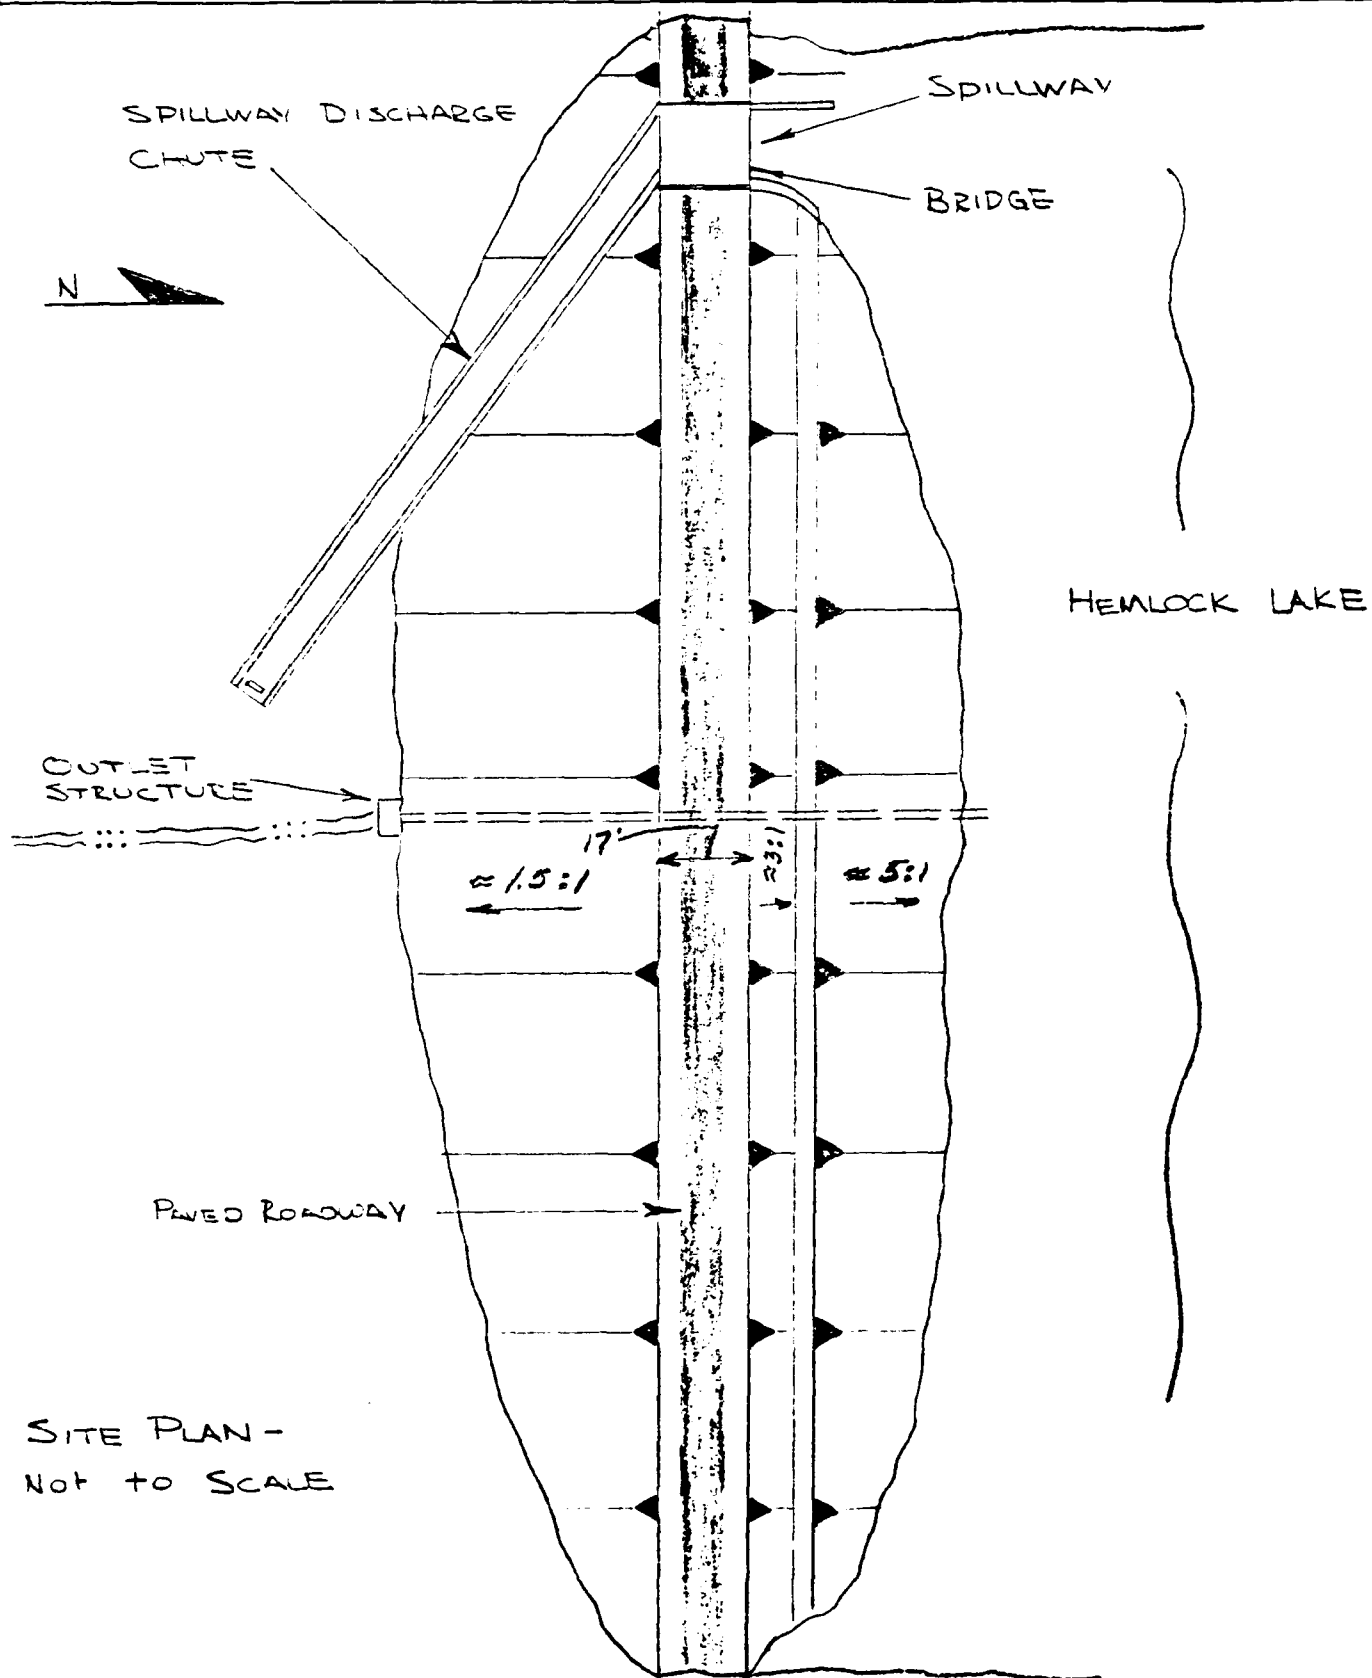 SPILLWAY DISCHARGE
CHUTE
SPILLWAY
BRIDGE
N
HEMLOCK LAKE
OUTLET
STRUCTURE
17'
≈ 1.5:1
≈3:1
≈ 5:1
PAVED ROADWAY
SITE PLAN -
NOT TO SCALE